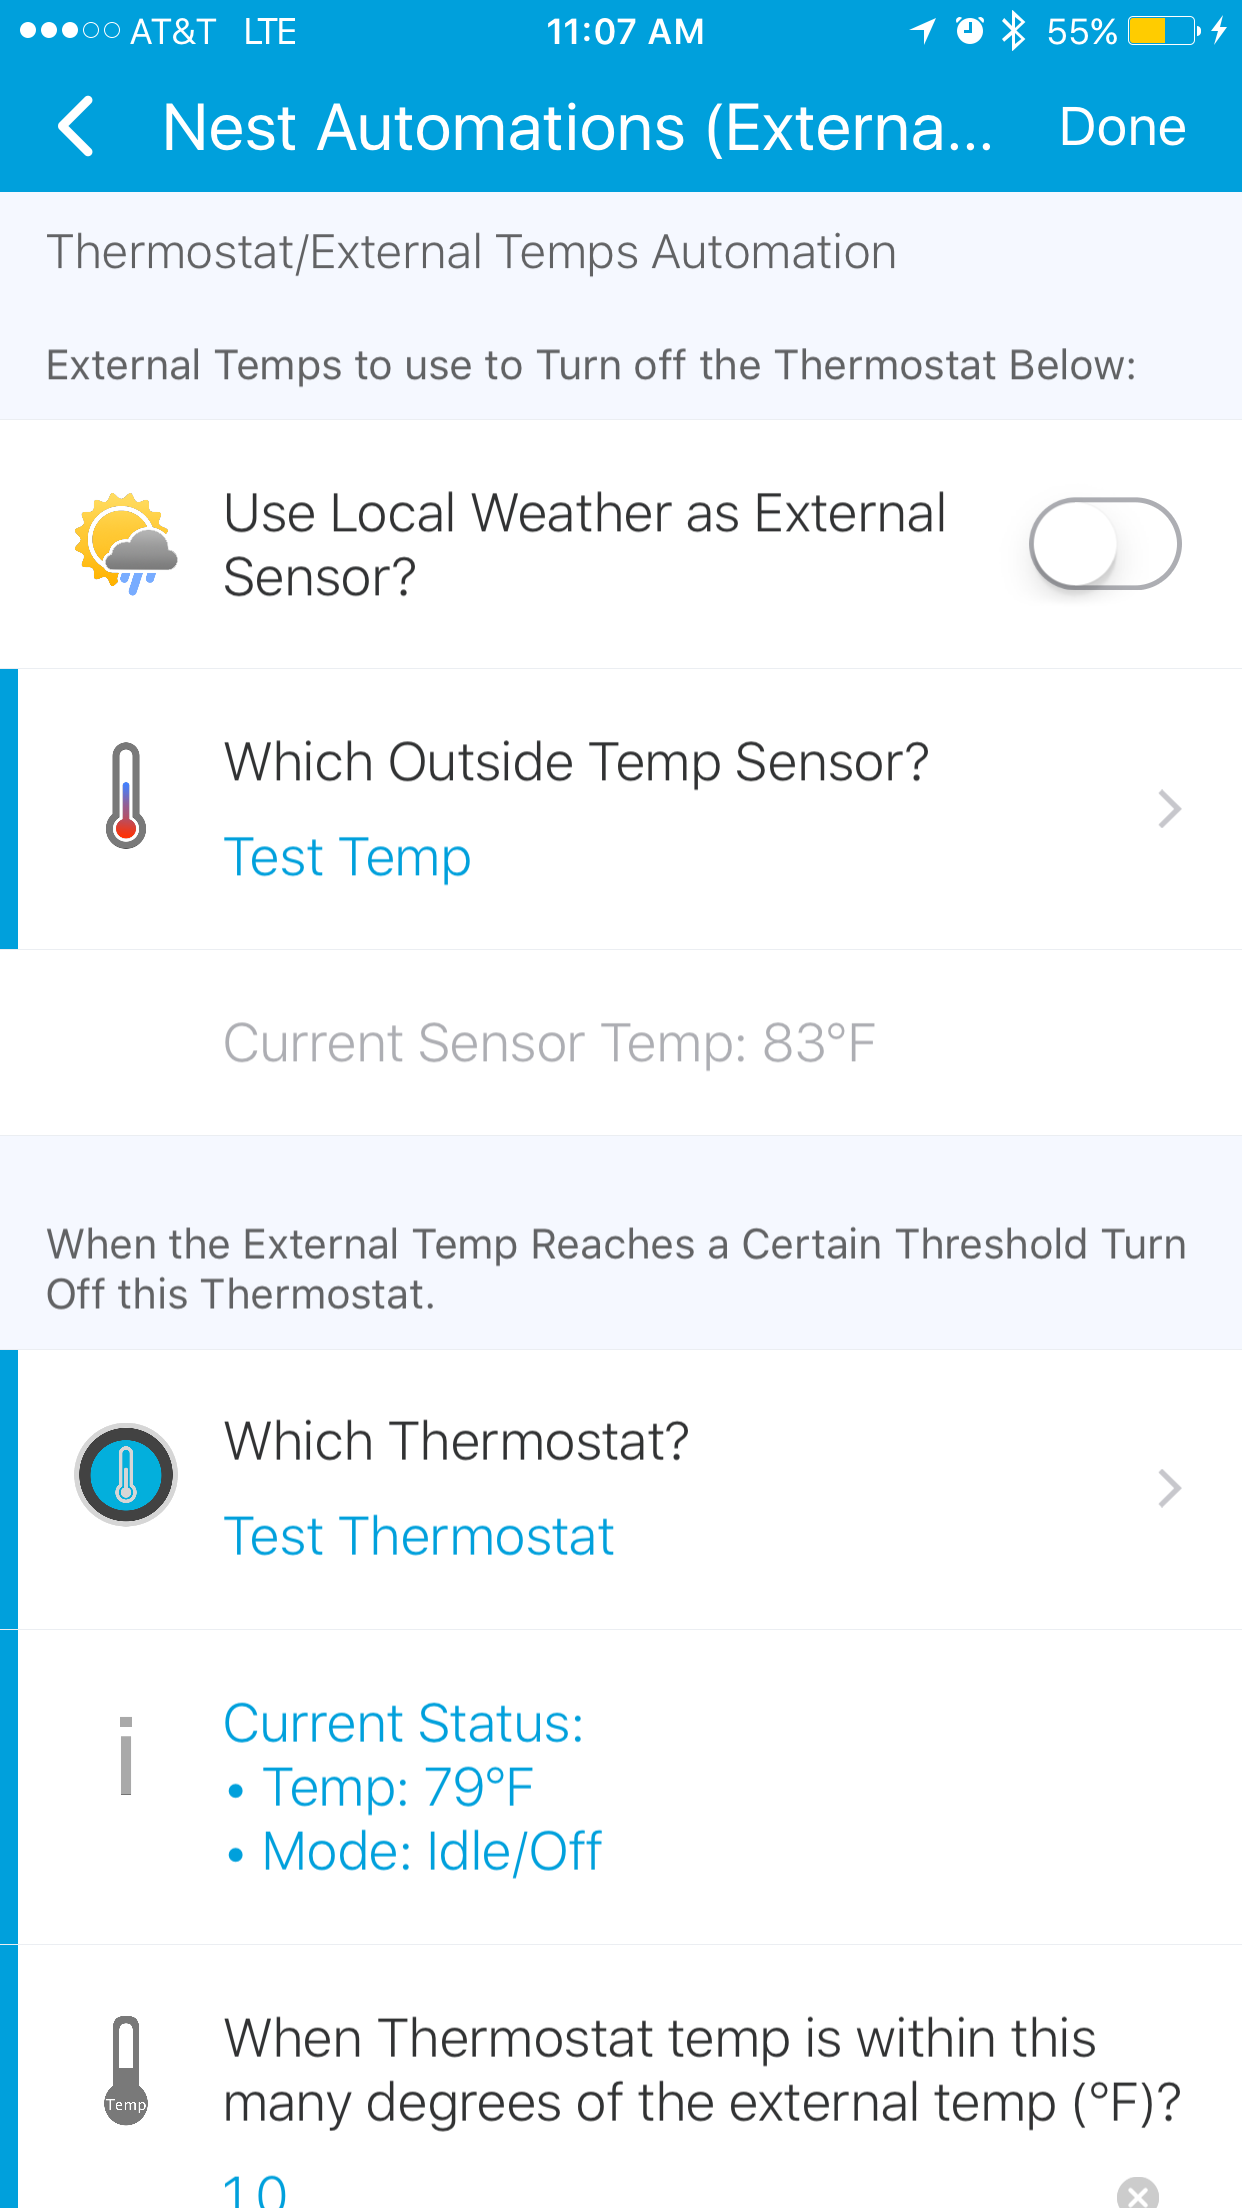 AT&T LTE 11:07 AM 55%
Nest Automations (Externa... Done
Thermostat/External Temps Automation
External Temps to use to Turn off the Thermostat Below:
Use Local Weather as External
Sensor?
Which Outside Temp Sensor?
Test Temp
Current Sensor Temp: 83°F
When the External Temp Reaches a Certain Threshold Turn
Off this Thermostat.
Which Thermostat?
Test Thermostat
Current Status:
• Temp: 79°F
• Mode: Idle/Off
When Thermostat temp is within this
many degrees of the external temp (°F)?
Temp